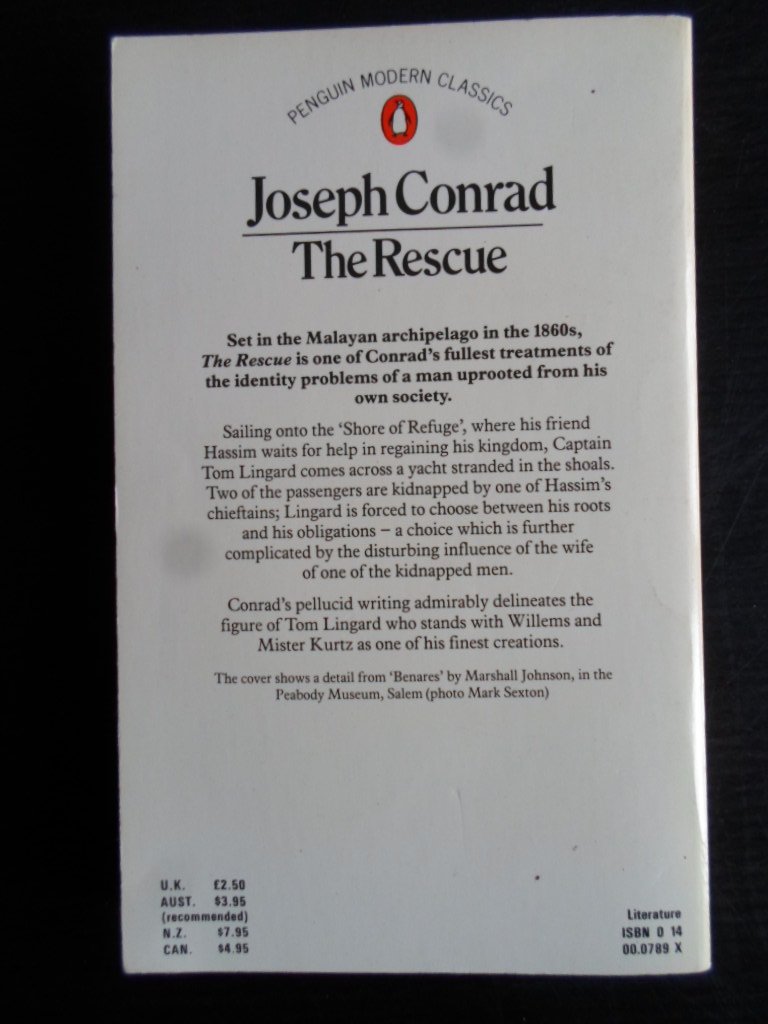 PENGUIN MODERN CLASSICS
Joseph Conrad
The Rescue
Set in the Malayan archipelago in the 1860s,
The Rescue is one of Conrad's fullest treatments of
the identity problems of a man uprooted from his
own society.
Sailing onto the 'Shore of Refuge', where his friend
Hassim waits for help in regaining his kingdom, Captain
Tom Lingard comes across a yacht stranded in the shoals.
Two of the passengers are kidnapped by one of Hassim's
chieftains; Lingard is forced to choose between his roots
and his obligations – a choice which is further
complicated by the disturbing influence of the wife
of one of the kidnapped men.
Conrad's pellucid writing admirably delineates the
figure of Tom Lingard who stands with Willems and
Mister Kurtz as one of his finest creations.
The cover shows a detail from 'Benares' by Marshall Johnson, in the
Peabody Museum, Salem (photo Mark Sexton)
U.K. £2.50
AUST. $3.95
(recommended)
N.Z. $7.95
CAN. $4.95
Literature
ISBN 0 14
00.0789 X